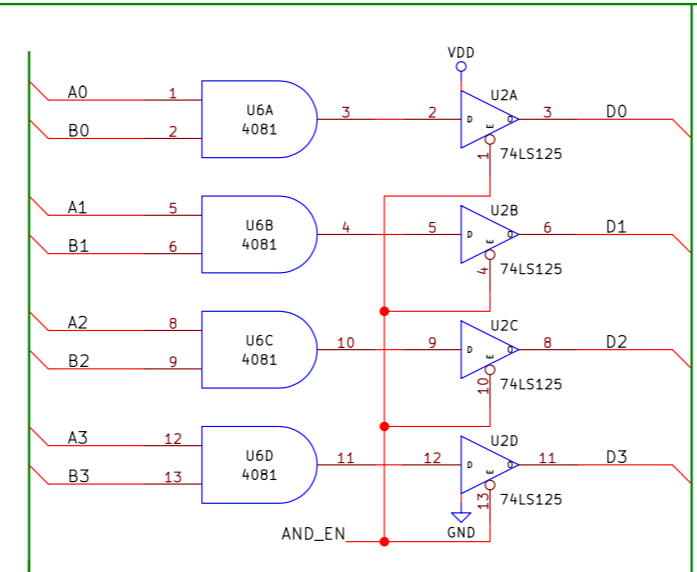 VDD
A0 1 U6A 3 2 D E O U2A 3 D0
B0 2 4081 1 74LS125
A1 5 U6B 4 5 D E O U2B 6 D1
B1 6 4081 4 74LS125
A2 8 U6C 10 9 D E O U2C 8 D2
B2 9 4081 10 74LS125
A3 12 U6D 11 12 D E O U2D 11 D3
B3 13 4081 13 74LS125
AND_EN GND